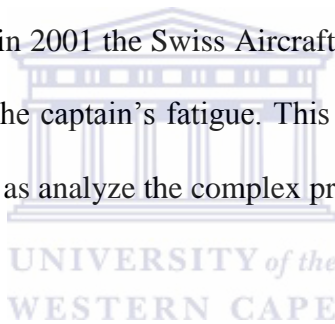 in 2001 the Swiss Aircraft
he captain's fatigue. This
as analyze the complex pr
UNIVERSITY of the
WESTERN CAPE